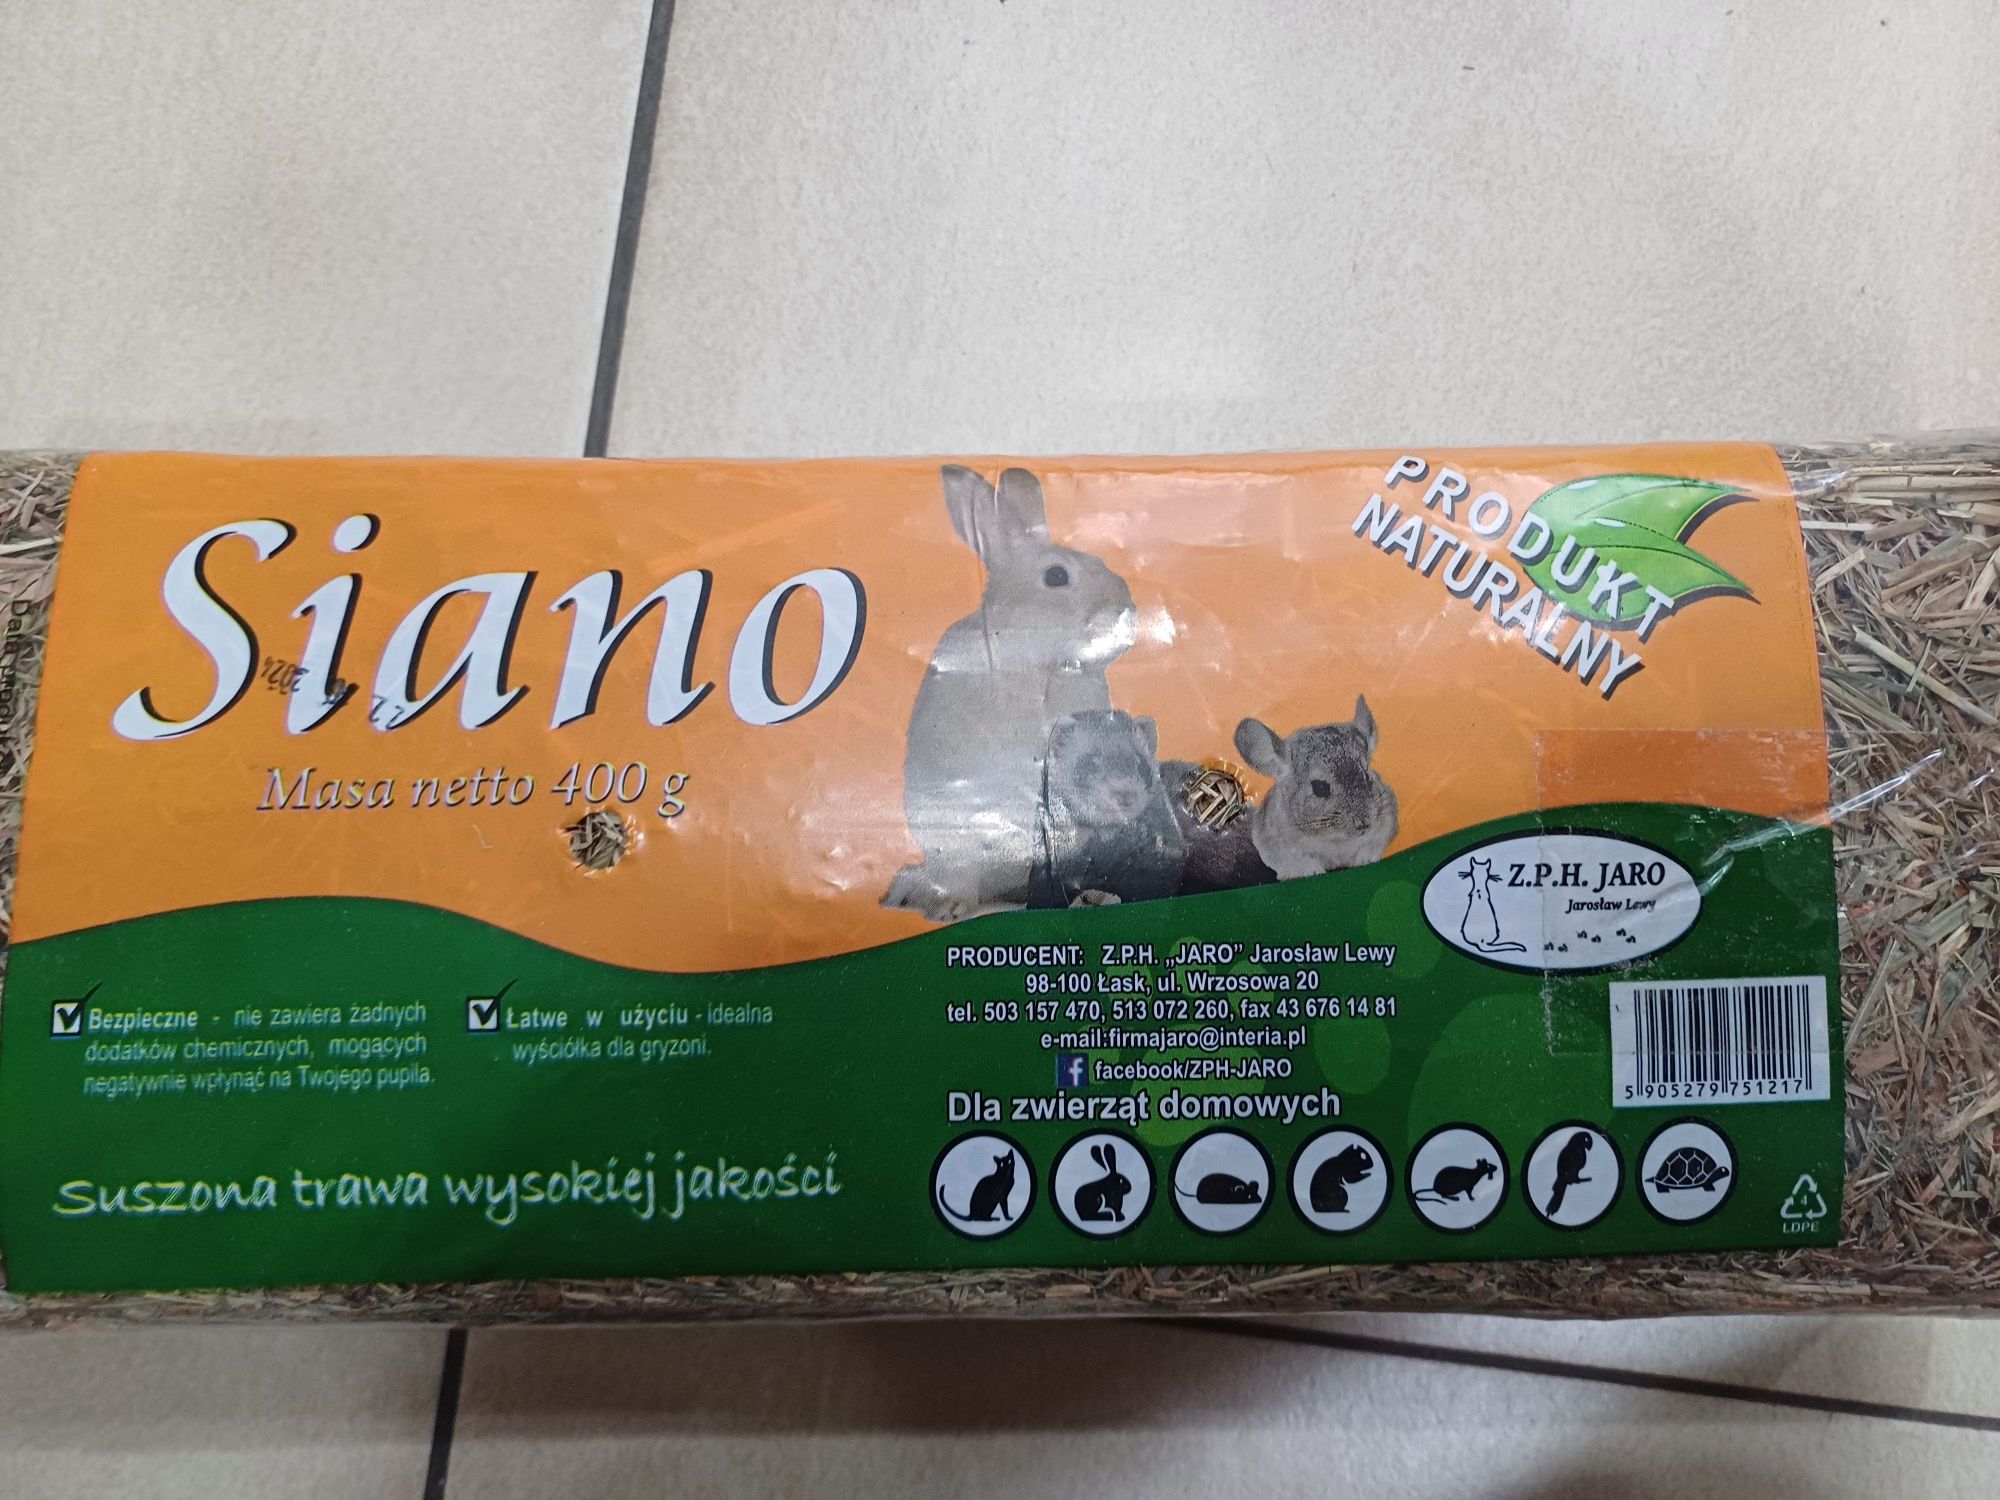 Siano
Masa netto 400 g
PRODUKT
NATURALNY
Z.P.H. JARO
Jarosław Lewy
Bezpieczne - nie zawiera żadnych
dodatków chemicznych, mogących
negatywnie wpłynąć na Twojego pupila.
Łatwe w użyciu - idealna
wyściółka dla gryzoni.
Suszona trawa wysokiej jakości
PRODUCENT: Z.P.H. „JARO” Jarosław Lewy
98-100 Łask, ul. Wrzosowa 20
tel. 503 157 470, 513 072 260, fax 43 676 14 81
e-mail:firmajaro@interia.pl
f facebook/ZPH-JARO
Dla zwierząt domowych
5 905279 751217
4
LDPE